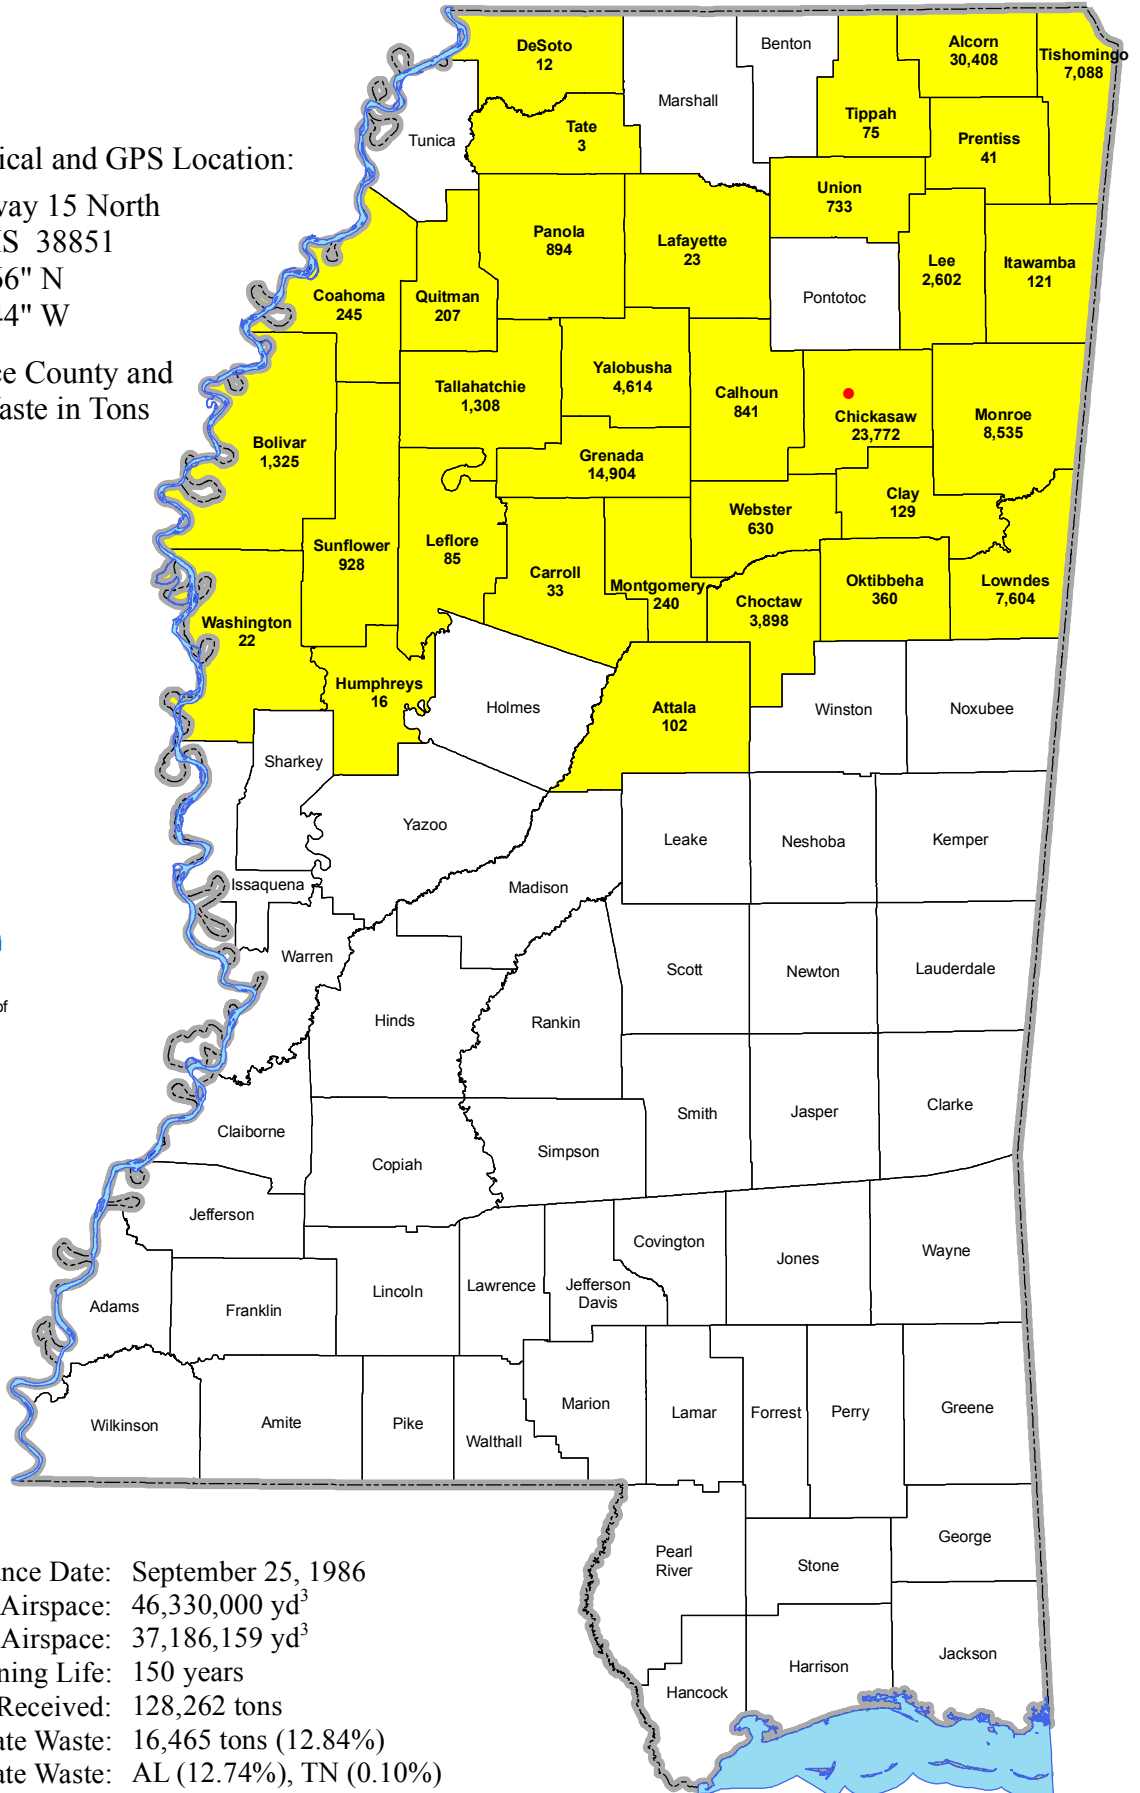 DeSoto
12
Benton
Alcorn
30,408
Tishomingo
7,088
Marshall
Tippah
75
Tate
3
Tunica
Prentiss
41
ical and GPS Location:
way 15 North
MS 38851
56" N
44" W
ce County and
Waste in Tons
Union
733
Panola
894
Lafayette
23
Lee
2,602
Itawamba
121
Coahoma
245
Quitman
207
Pontotoc
Yalobusha
4,614
Tallahatchie
1,308
Calhoun
841
Chickasaw
23,772
Monroe
8,535
Bolivar
1,325
Grenada
14,904
Clay
129
Webster
630
Sunflower
928
Leflore
85
Carroll
33
Montgomery
240
Choctaw
3,898
Oktibbeha
360
Lowndes
7,604
Washington
22
Humphreys
16
Holmes
Attala
102
Winston
Noxubee
Sharkey
Yazoo
Leake
Neshoba
Kemper
Issaquena
Madison
Warren
Scott
Newton
Lauderdale
of
Hinds
Rankin
Smith
Jasper
Clarke
Claiborne
Copiah
Simpson
Jefferson
Covington
Jones
Wayne
Adams
Franklin
Lincoln
Lawrence
Jefferson
Davis
Wilkinson
Amite
Pike
Walthall
Marion
Lamar
Forrest
Perry
Greene
Pearl
River
Stone
George
Hancock
Harrison
Jackson
ance Date: September 25, 1986
Airspace: 46,330,000 yd³
Airspace: 37,186,159 yd³
ning Life: 150 years
Received: 128,262 tons
ate Waste: 16,465 tons (12.84%)
ate Waste: AL (12.74%), TN (0.10%)